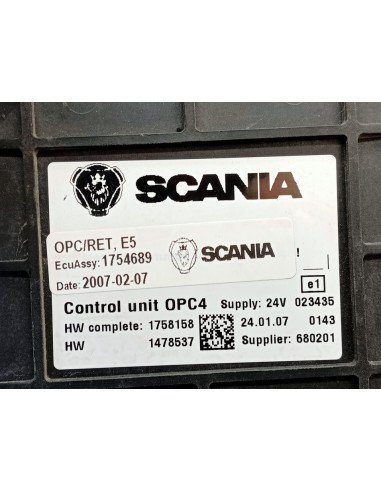 SCANIA
OPC/RET, E5
EcuAssy: 1754689
Date: 2007-02-07
SCANIA
e1
Control unit OPC4 Supply: 24V 023435
HW complete: 1758158 24.01.07 0143
HW 1478537 Supplier: 680201